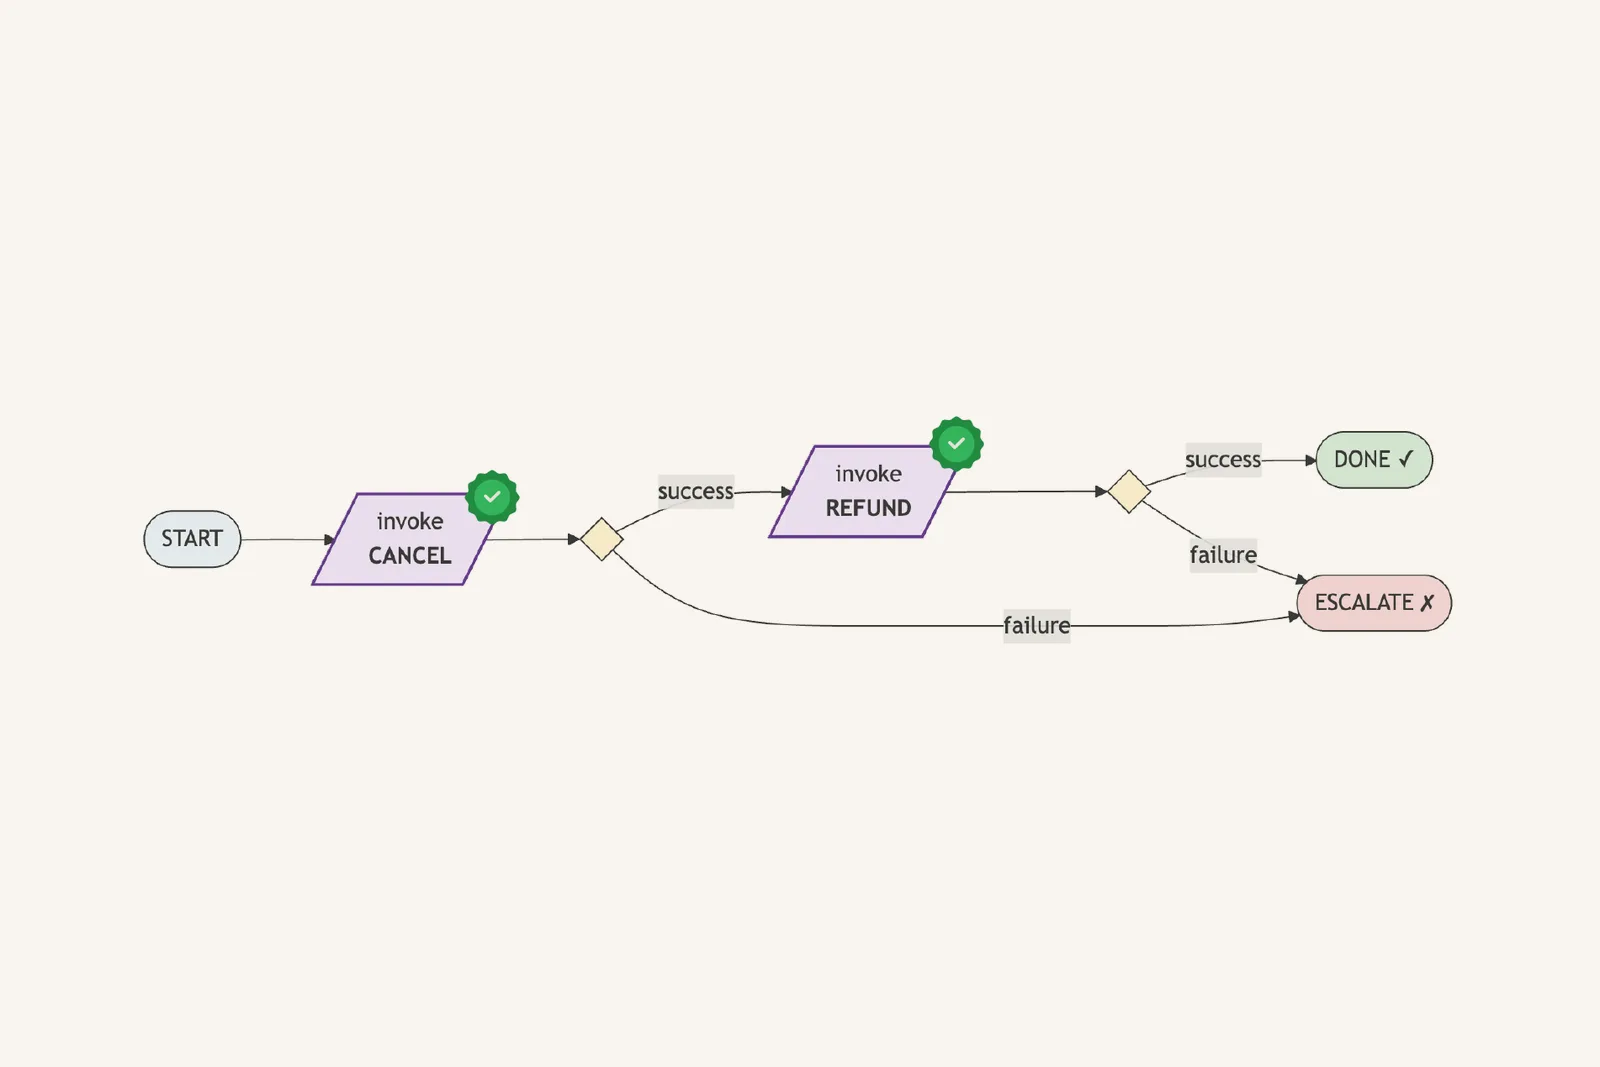 START
invoke
CANCEL
success
failure
invoke
REFUND
success
failure
DONE ✓
ESCALATE ✗